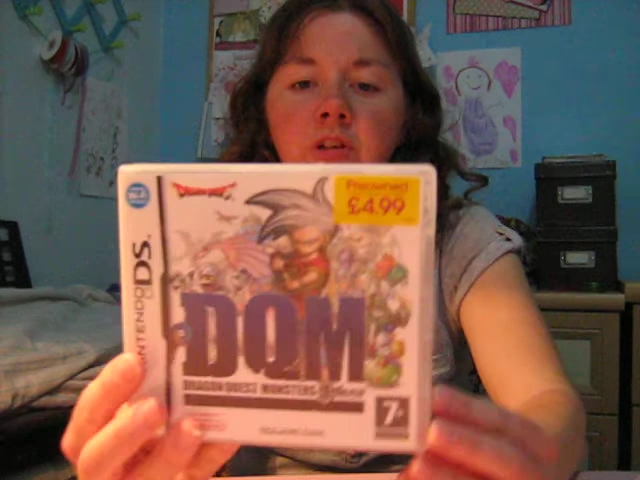 Preowned
£4.99
NINTENDO DS
DQM
DRAGON QUEST MONSTERS
7+